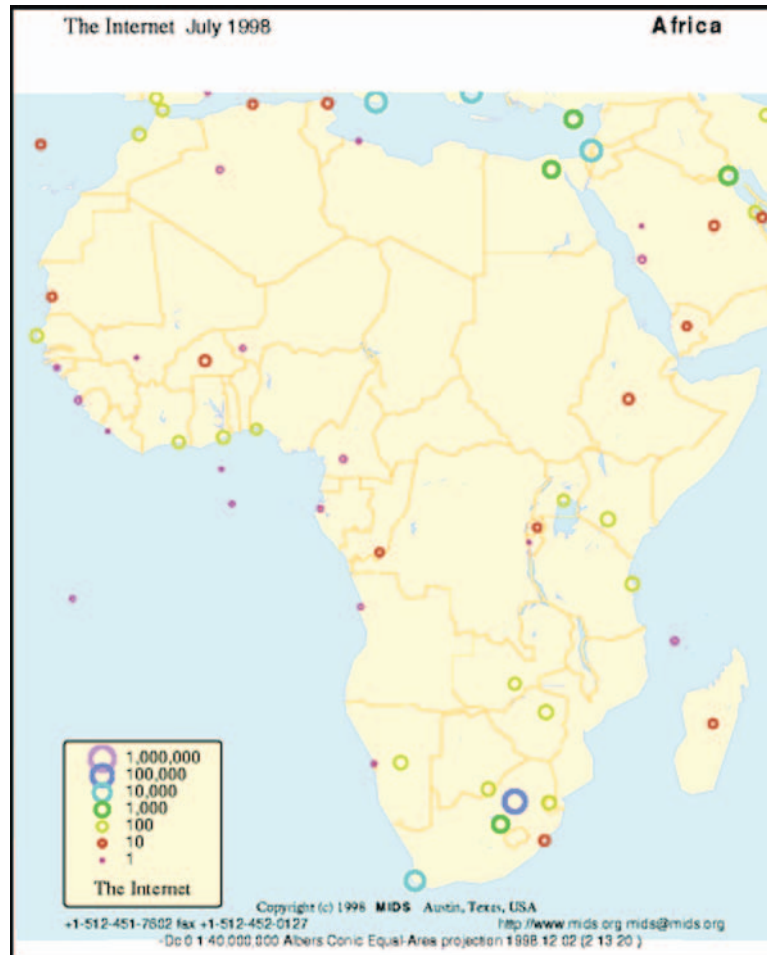 The Internet July 1998
Africa
1,000,000
100,000
10,000
1,000
100
10
1
The Internet
Copyright (c) 1998 MIDS Austin, Texas, USA
+1-512-451-7602 fax +1-512-452-0127
http://www.mids.org mids@mids.org
-Dc 0 1:40,000,000 Albers Conic Equal-Area projection 1998.12.02 (2 13 20 )